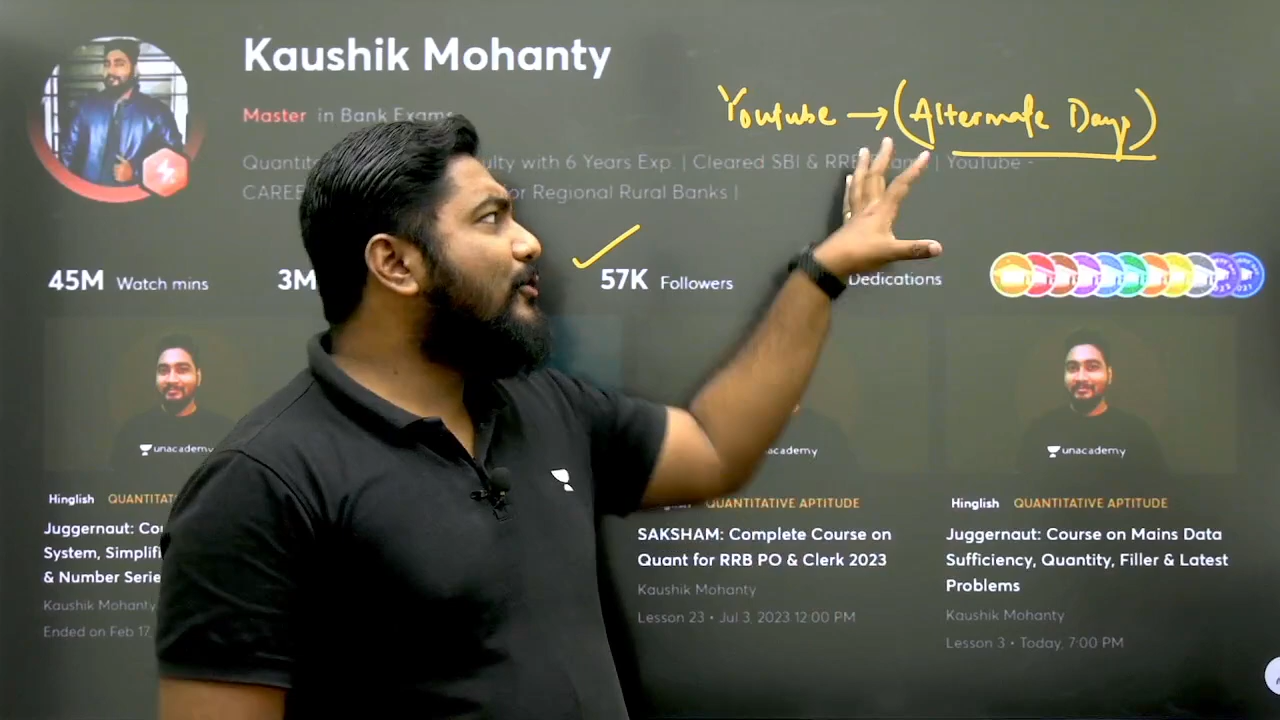 Kaushik Mohanty
Youtube → (Alternate Days)
Master in Bank Exams
Quantit ulty with 6 Years Exp. | Cleared SBI & RRB | YouTube -
CAREE for Regional Rural Banks |
45M Watch mins
3M
57K Followers
Dedications
unacademy
Hinglish QUANTITAT
Juggernaut: Co
System, Simplifi
& Number Serie
Kaushik Mohanty
Ended on Feb 17,
cademy
QUANTITATIVE APTITUDE
SAKSHAM: Complete Course on
Quant for RRB PO & Clerk 2023
Kaushik Mohanty
Lesson 23 • Jul 3, 2023 12:00 PM
unacademy
Hinglish QUANTITATIVE APTITUDE
Juggernaut: Course on Mains Data
Sufficiency, Quantity, Filler & Latest
Problems
Kaushik Mohanty
Lesson 3 • Today, 7:00 PM